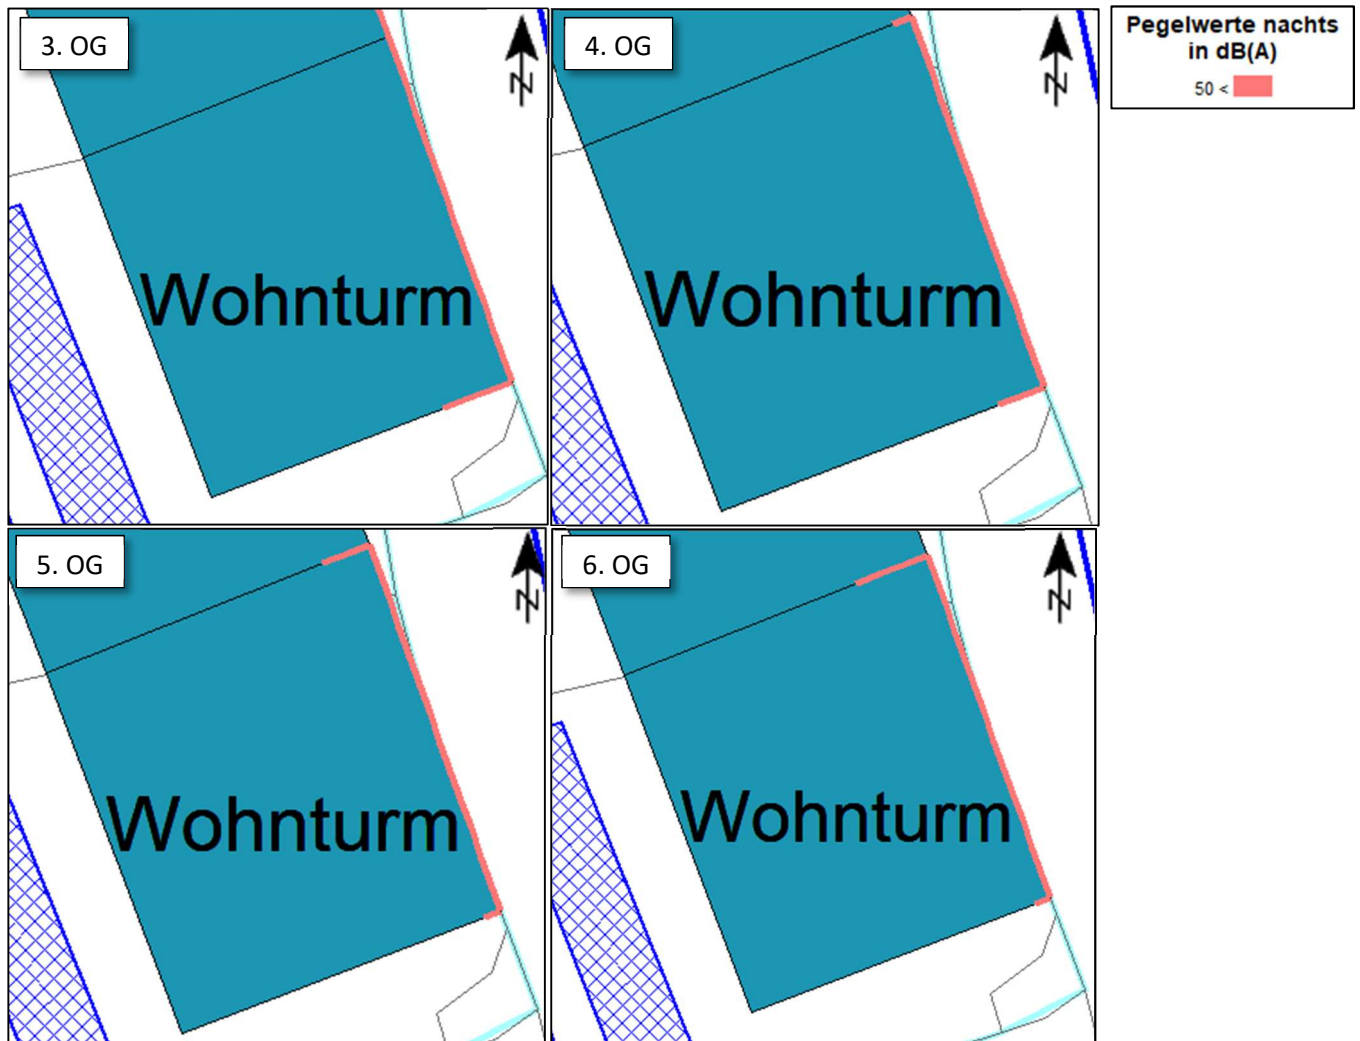 3. OG
4. OG
Pegelwerte nachts
in dB(A)
50 <
N
N
Wohnturm
Wohnturm
5. OG
6. OG
N
N
Wohnturm
Wohnturm